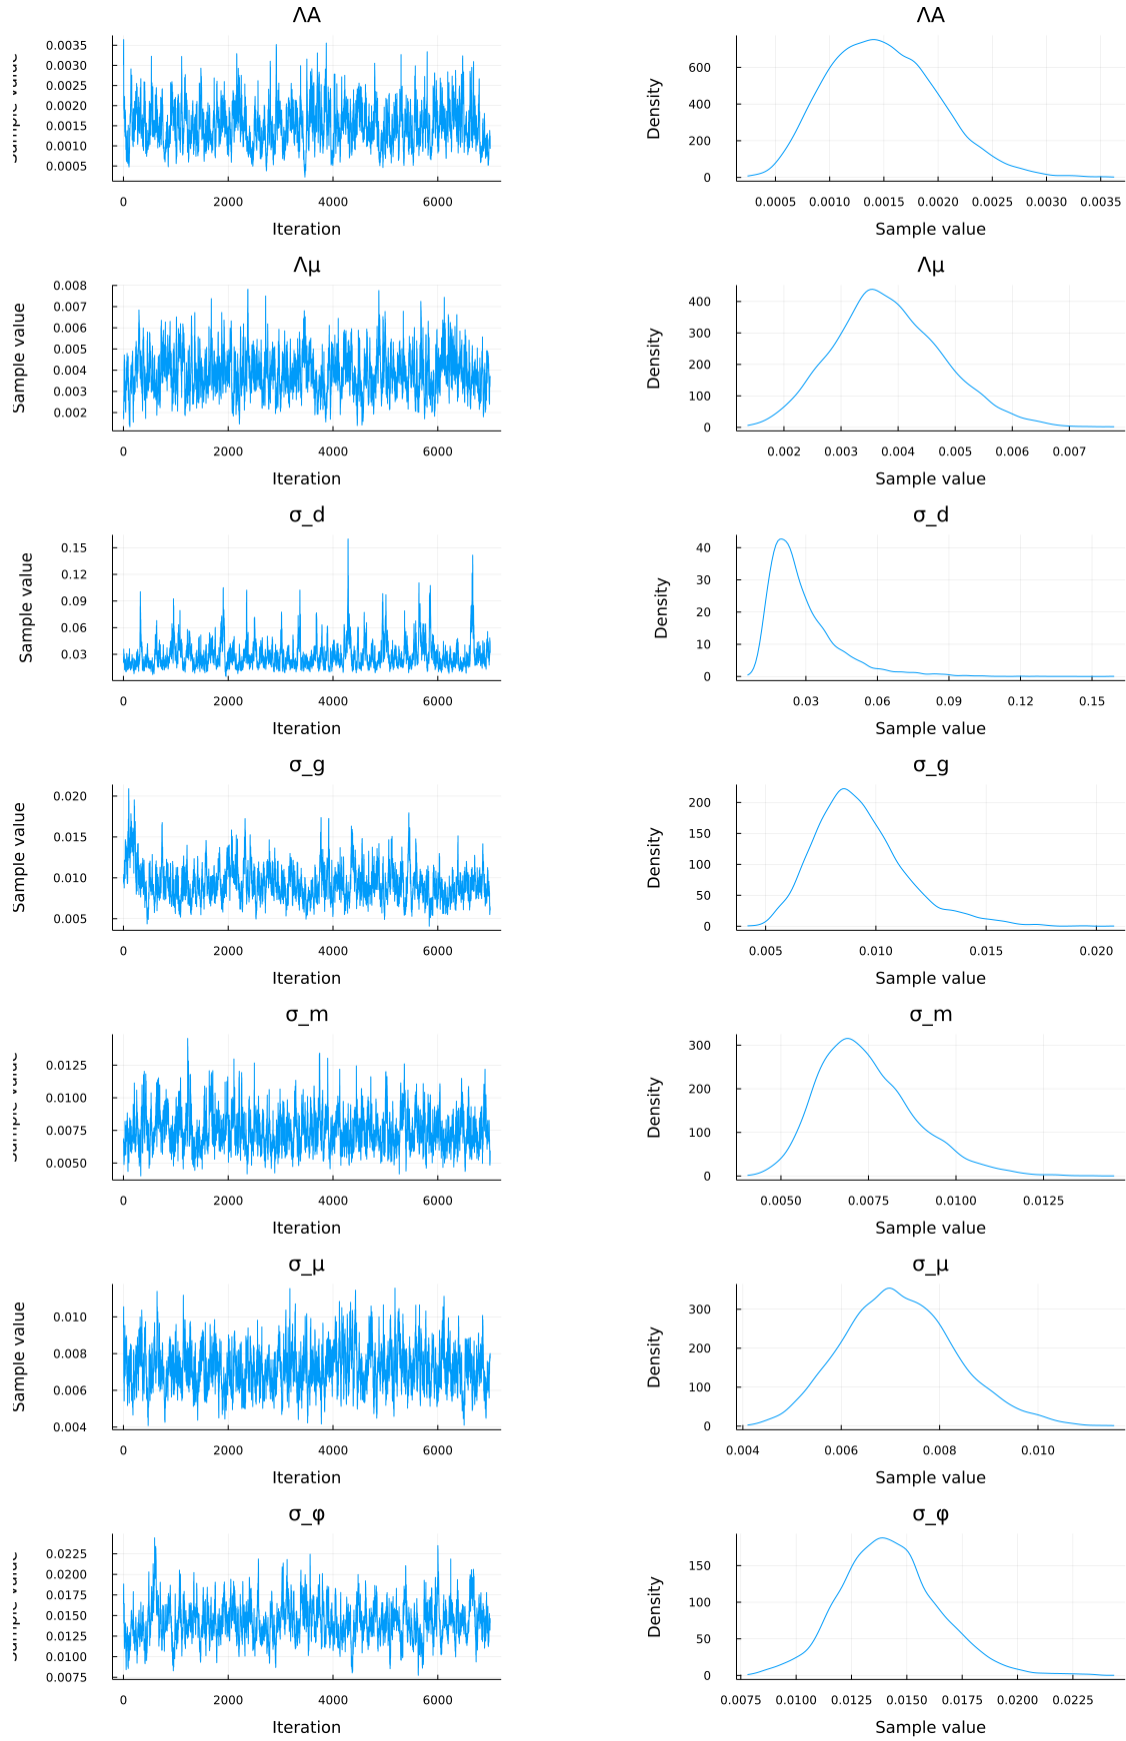 ΛA
Sample value
0.0035
0.0030
0.0025
0.0020
0.0015
0.0010
0.0005
0 2000 4000 6000
Iteration
ΛA
Density
600
400
200
0
0.0005 0.0010 0.0015 0.0020 0.0025 0.0030 0.0035
Sample value
Λμ
Sample value
0.008
0.007
0.006
0.005
0.004
0.003
0.002
0 2000 4000 6000
Iteration
Λμ
Density
400
300
200
100
0
0.002 0.003 0.004 0.005 0.006 0.007
Sample value
σ_d
Sample value
0.15
0.12
0.09
0.06
0.03
0 2000 4000 6000
Iteration
σ_d
Density
40
30
20
10
0
0.03 0.06 0.09 0.12 0.15
Sample value
σ_g
Sample value
0.020
0.015
0.010
0.005
0 2000 4000 6000
Iteration
σ_g
Density
200
150
100
50
0
0.005 0.010 0.015 0.020
Sample value
σ_m
Sample value
0.0125
0.0100
0.0075
0.0050
0 2000 4000 6000
Iteration
σ_m
Density
300
200
100
0
0.0050 0.0075 0.0100 0.0125
Sample value
σ_μ
Sample value
0.010
0.008
0.006
0.004
0 2000 4000 6000
Iteration
σ_μ
Density
300
200
100
0
0.004 0.006 0.008 0.010
Sample value
σ_φ
Sample value
0.0225
0.0200
0.0175
0.0150
0.0125
0.0100
0.0075
0 2000 4000 6000
Iteration
σ_φ
Density
150
100
50
0
0.0075 0.0100 0.0125 0.0150 0.0175 0.0200 0.0225
Sample value